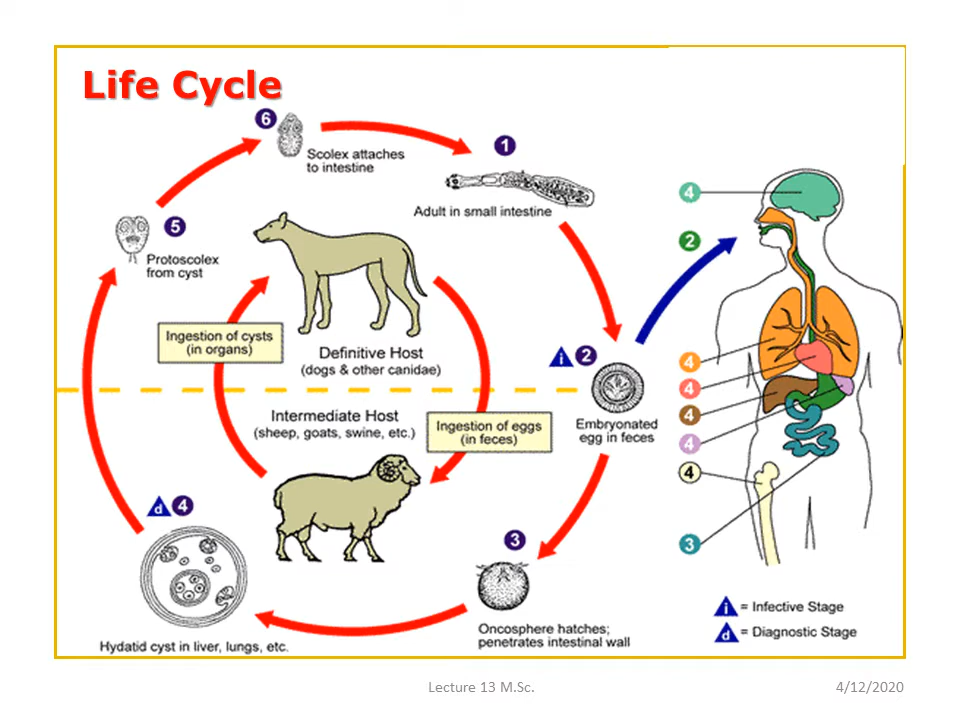 Life Cycle
6
Scolex attaches
to intestine
1
Adult in small intestine
5
Protoscolex
from cyst
Ingestion of cysts
(in organs)
Definitive Host
(dogs & other canidae)
i 2
Embryonated
egg in feces
Intermediate Host
(sheep, goats, swine, etc.)
Ingestion of eggs
(in feces)
d 4
Hydatid cyst in liver, lungs, etc.
3
Oncosphere hatches;
penetrates intestinal wall
4
2
4
4
4
4
4
3
i = Infective Stage
d = Diagnostic Stage
Lecture 13 M.Sc.
4/12/2020